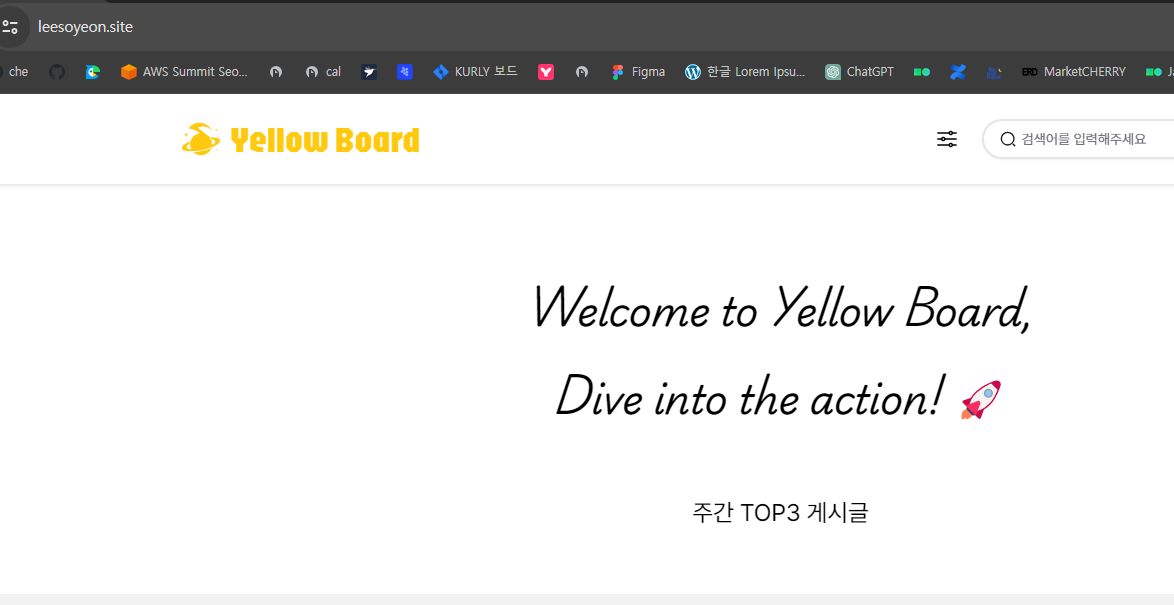 leesoyeon.site
che
AWS Summit Seo...
cal
KURLY 보드
Figma
한글 Lorem Ipsu...
ChatGPT
ERD
MarketCHERRY
Yellow Board
검색어를 입력해주세요
Welcome to Yellow Board,
Dive into the action! 🚀
주간 TOP3 게시글